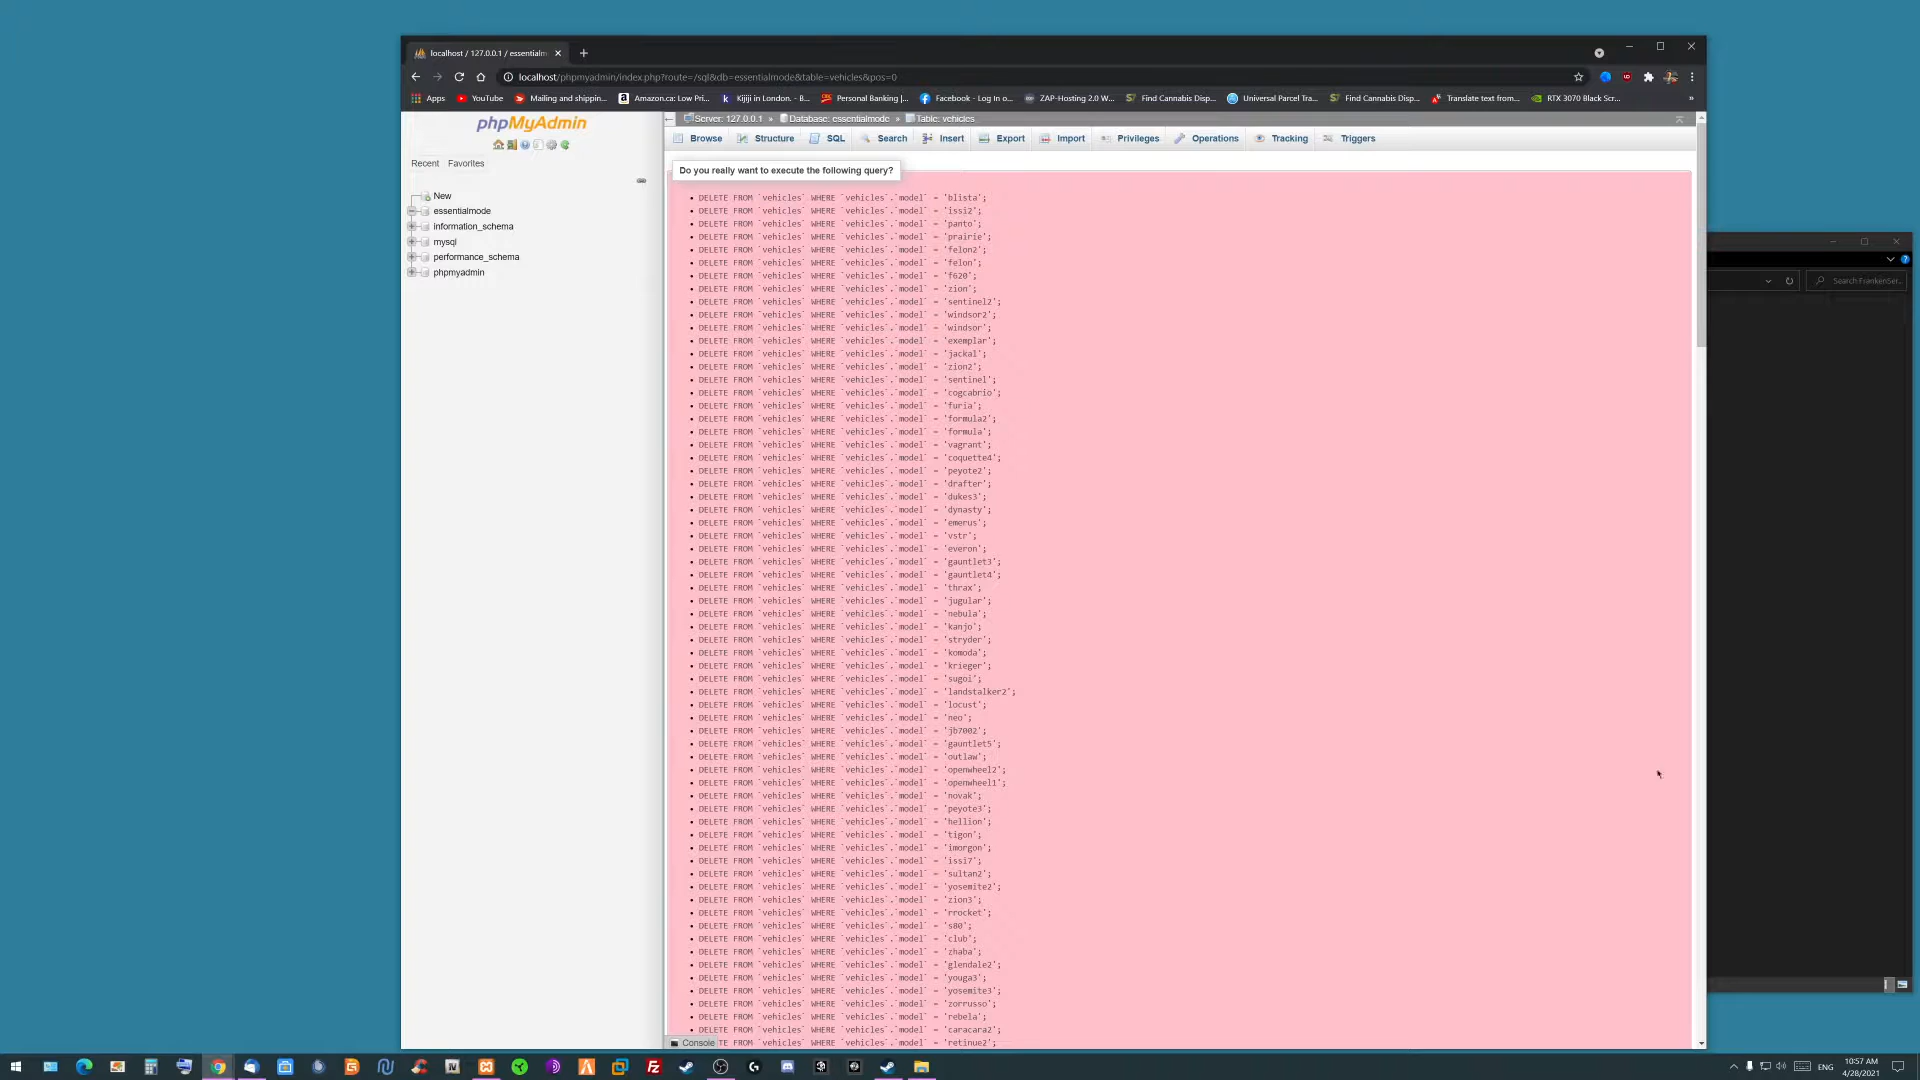 localhost / 127.0.0.1 / essentialm
localhost/phpmyadmin/index.php?route=/sql&db=essentialmode&table=vehicles&pos=0
Apps
YouTube
Mailing and shippin...
Amazon.ca: Low Pri...
Kijiji in London. - B...
Personal Banking |...
Facebook - Log In o...
ZAP-Hosting 2.0 W...
Find Cannabis Disp...
Universal Parcel Tra...
Find Cannabis Disp...
Translate text from...
RTX 3070 Black Scr...
»
phpMyAdmin
Recent Favorites
New
essentialmode
information_schema
mysql
performance_schema
phpmyadmin
Server: 127.0.0.1 » Database: essentialmode » Table: vehicles
Browse Structure SQL Search Insert Export Import Privileges Operations Tracking Triggers
Do you really want to execute the following query?
DELETE FROM `vehicles` WHERE `vehicles`.`model` = 'blista';
DELETE FROM `vehicles` WHERE `vehicles`.`model` = 'issi2';
DELETE FROM `vehicles` WHERE `vehicles`.`model` = 'panto';
DELETE FROM `vehicles` WHERE `vehicles`.`model` = 'prairie';
DELETE FROM `vehicles` WHERE `vehicles`.`model` = 'felon2';
DELETE FROM `vehicles` WHERE `vehicles`.`model` = 'felon';
DELETE FROM `vehicles` WHERE `vehicles`.`model` = 'f620';
DELETE FROM `vehicles` WHERE `vehicles`.`model` = 'zion';
DELETE FROM `vehicles` WHERE `vehicles`.`model` = 'sentinel2';
DELETE FROM `vehicles` WHERE `vehicles`.`model` = 'windsor2';
DELETE FROM `vehicles` WHERE `vehicles`.`model` = 'windsor';
DELETE FROM `vehicles` WHERE `vehicles`.`model` = 'exemplar';
DELETE FROM `vehicles` WHERE `vehicles`.`model` = 'jackal';
DELETE FROM `vehicles` WHERE `vehicles`.`model` = 'zion2';
DELETE FROM `vehicles` WHERE `vehicles`.`model` = 'sentinel';
DELETE FROM `vehicles` WHERE `vehicles`.`model` = 'cogcabrio';
DELETE FROM `vehicles` WHERE `vehicles`.`model` = 'furia';
DELETE FROM `vehicles` WHERE `vehicles`.`model` = 'formula2';
DELETE FROM `vehicles` WHERE `vehicles`.`model` = 'formula';
DELETE FROM `vehicles` WHERE `vehicles`.`model` = 'vagrant';
DELETE FROM `vehicles` WHERE `vehicles`.`model` = 'coquette4';
DELETE FROM `vehicles` WHERE `vehicles`.`model` = 'peyote2';
DELETE FROM `vehicles` WHERE `vehicles`.`model` = 'drafter';
DELETE FROM `vehicles` WHERE `vehicles`.`model` = 'dukes3';
DELETE FROM `vehicles` WHERE `vehicles`.`model` = 'dynasty';
DELETE FROM `vehicles` WHERE `vehicles`.`model` = 'emerus';
DELETE FROM `vehicles` WHERE `vehicles`.`model` = 'vstr';
DELETE FROM `vehicles` WHERE `vehicles`.`model` = 'everon';
DELETE FROM `vehicles` WHERE `vehicles`.`model` = 'gauntlet3';
DELETE FROM `vehicles` WHERE `vehicles`.`model` = 'gauntlet4';
DELETE FROM `vehicles` WHERE `vehicles`.`model` = 'thrax';
DELETE FROM `vehicles` WHERE `vehicles`.`model` = 'jugular';
DELETE FROM `vehicles` WHERE `vehicles`.`model` = 'nebula';
DELETE FROM `vehicles` WHERE `vehicles`.`model` = 'kanjo';
DELETE FROM `vehicles` WHERE `vehicles`.`model` = 'stryder';
DELETE FROM `vehicles` WHERE `vehicles`.`model` = 'komoda';
DELETE FROM `vehicles` WHERE `vehicles`.`model` = 'krieger';
DELETE FROM `vehicles` WHERE `vehicles`.`model` = 'sugoi';
DELETE FROM `vehicles` WHERE `vehicles`.`model` = 'landstalker2';
DELETE FROM `vehicles` WHERE `vehicles`.`model` = 'locust';
DELETE FROM `vehicles` WHERE `vehicles`.`model` = 'neo';
DELETE FROM `vehicles` WHERE `vehicles`.`model` = 'jb7002';
DELETE FROM `vehicles` WHERE `vehicles`.`model` = 'gauntlet5';
DELETE FROM `vehicles` WHERE `vehicles`.`model` = 'outlaw';
DELETE FROM `vehicles` WHERE `vehicles`.`model` = 'openwheel2';
DELETE FROM `vehicles` WHERE `vehicles`.`model` = 'openwheel1';
DELETE FROM `vehicles` WHERE `vehicles`.`model` = 'novak';
DELETE FROM `vehicles` WHERE `vehicles`.`model` = 'peyote3';
DELETE FROM `vehicles` WHERE `vehicles`.`model` = 'hellion';
DELETE FROM `vehicles` WHERE `vehicles`.`model` = 'tigon';
DELETE FROM `vehicles` WHERE `vehicles`.`model` = 'imorgon';
DELETE FROM `vehicles` WHERE `vehicles`.`model` = 'issi7';
DELETE FROM `vehicles` WHERE `vehicles`.`model` = 'sultan2';
DELETE FROM `vehicles` WHERE `vehicles`.`model` = 'yosemite2';
DELETE FROM `vehicles` WHERE `vehicles`.`model` = 'zion3';
DELETE FROM `vehicles` WHERE `vehicles`.`model` = 'rrocket';
DELETE FROM `vehicles` WHERE `vehicles`.`model` = 's80';
DELETE FROM `vehicles` WHERE `vehicles`.`model` = 'club';
DELETE FROM `vehicles` WHERE `vehicles`.`model` = 'zhaba';
DELETE FROM `vehicles` WHERE `vehicles`.`model` = 'glendale2';
DELETE FROM `vehicles` WHERE `vehicles`.`model` = 'youga3';
DELETE FROM `vehicles` WHERE `vehicles`.`model` = 'yosemite3';
DELETE FROM `vehicles` WHERE `vehicles`.`model` = 'zorrusso';
DELETE FROM `vehicles` WHERE `vehicles`.`model` = 'rebela';
DELETE FROM `vehicles` WHERE `vehicles`.`model` = 'caracara2';
Console TE FROM `vehicles` WHERE `vehicles`.`model` = 'retinue2';
Search FrankenSer...
ENG
10:57 AM
4/28/2021